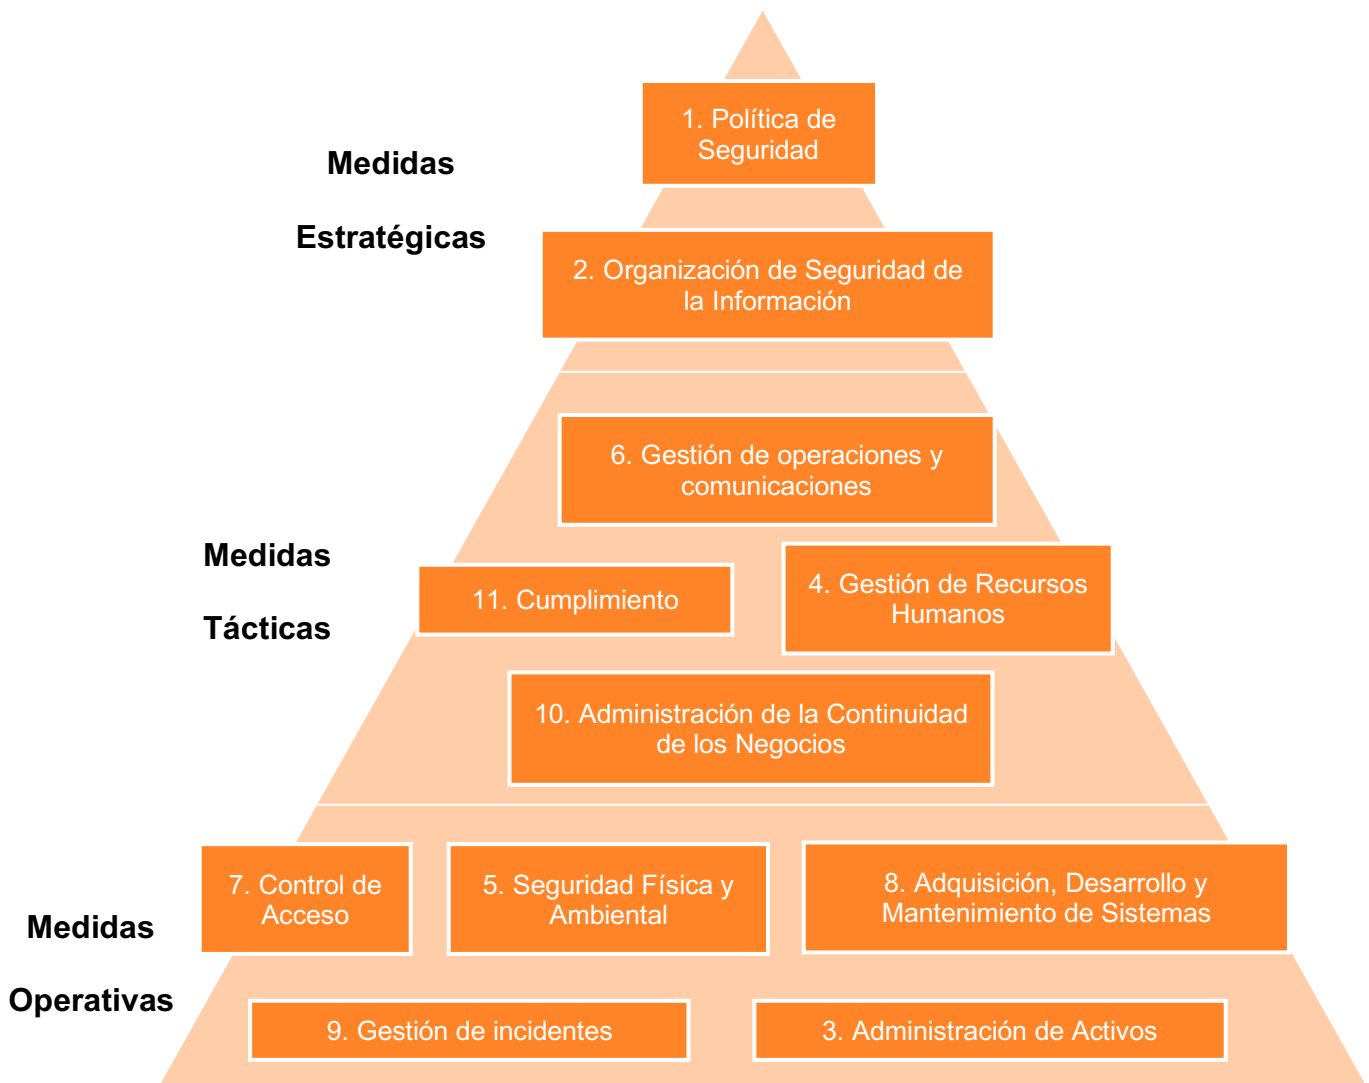 1. Política de
Seguridad
Medidas
Estratégicas
2. Organización de Seguridad de
la Información
6. Gestión de operaciones y
comunicaciones
Medidas
Tácticas
11. Cumplimiento
4. Gestión de Recursos
Humanos
10. Administración de la Continuidad
de los Negocios
7. Control de
Acceso
5. Seguridad Física y
Ambiental
8. Adquisición, Desarrollo y
Mantenimiento de Sistemas
Medidas
Operativas
9. Gestión de incidentes
3. Administración de Activos